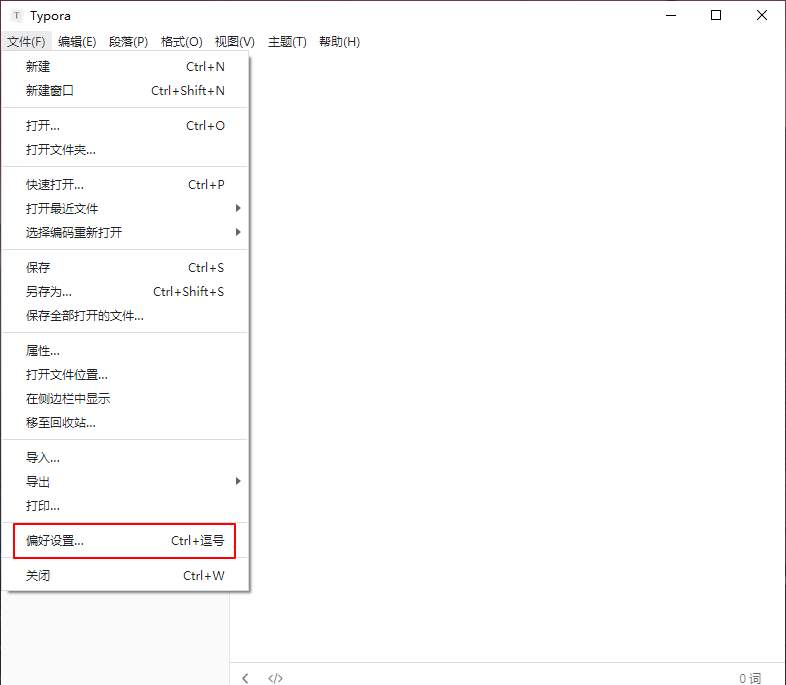 T Typora
文件(F) 编辑(E) 段落(P) 格式(O) 视图(V) 主题(T) 帮助(H)
新建 Ctrl+N
新建窗口 Ctrl+Shift+N
打开... Ctrl+O
打开文件夹...
快速打开... Ctrl+P
打开最近文件
选择编码重新打开
保存 Ctrl+S
另存为... Ctrl+Shift+S
保存全部打开的文件...
属性...
打开文件位置...
在侧边栏中显示
移至回收站...
导入...
导出
打印...
偏好设置... Ctrl+逗号
关闭 Ctrl+W
</> 0 词